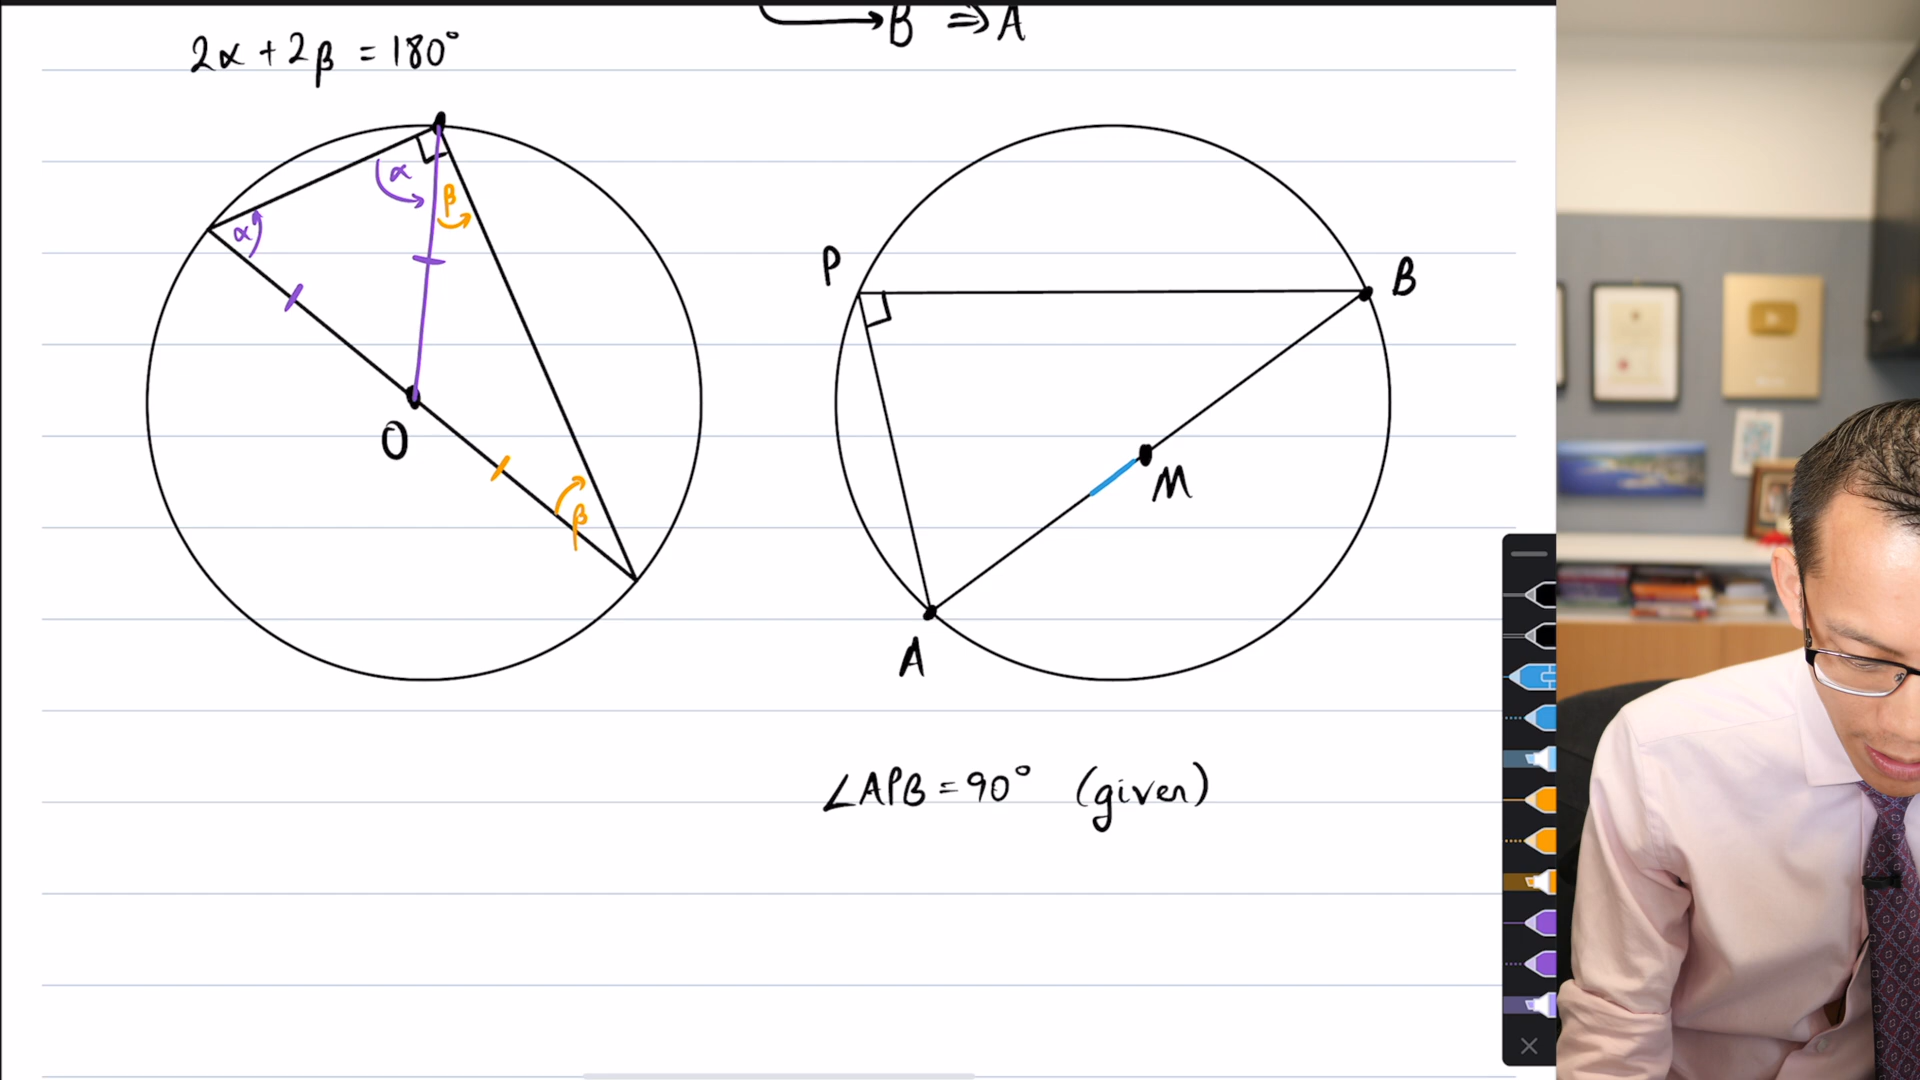 B ⇒ A
2α + 2β = 180°
α
β
α
P
B
O
M
β
A
∠APB = 90° (given)